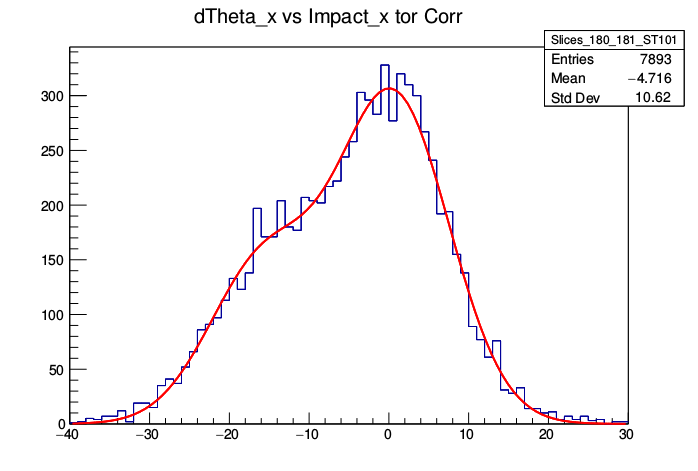 dTheta_x vs Impact_x tor Corr
Slices_180_181_ST101
Entries 7893
Mean −4.716
Std Dev 10.62
300
250
200
150
100
50
0
−40 −30 −20 −10 0 10 20 30